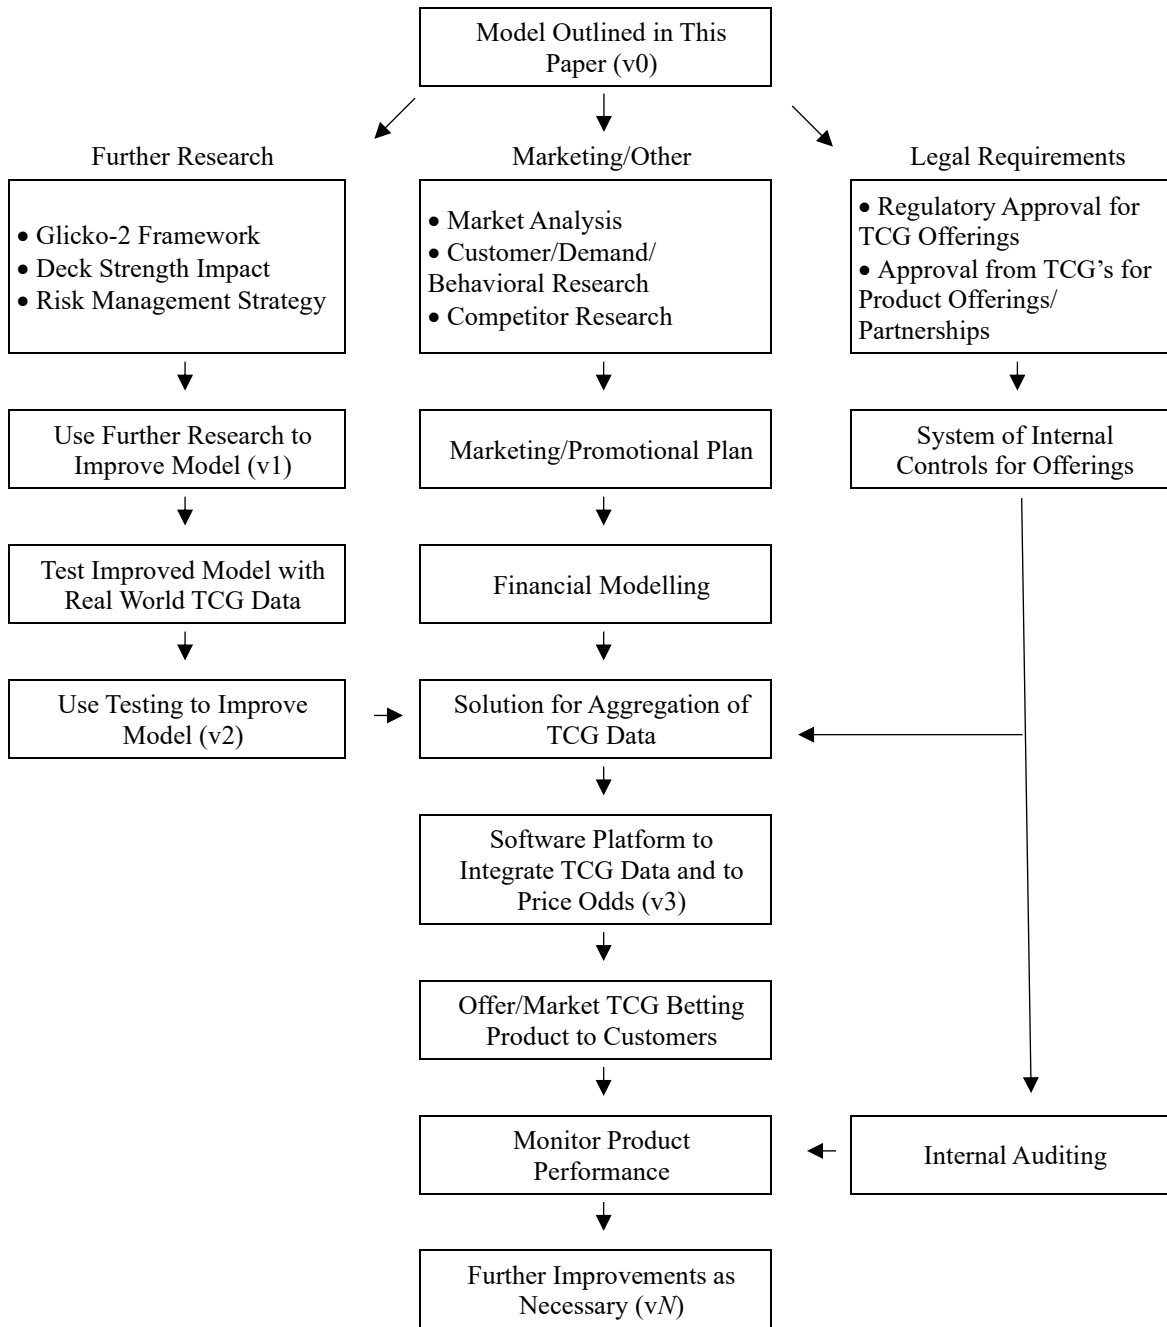 Model Outlined in This
Paper (v0)
Further Research
Marketing/Other
Legal Requirements
• Glicko-2 Framework
• Deck Strength Impact
• Risk Management Strategy
• Market Analysis
• Customer/Demand/
Behavioral Research
• Competitor Research
• Regulatory Approval for
TCG Offerings
• Approval from TCG’s for
Product Offerings/
Partnerships
Use Further Research to
Improve Model (v1)
Marketing/Promotional Plan
System of Internal
Controls for Offerings
Test Improved Model with
Real World TCG Data
Financial Modelling
Use Testing to Improve
Model (v2)
Solution for Aggregation of
TCG Data
Software Platform to
Integrate TCG Data and to
Price Odds (v3)
Offer/Market TCG Betting
Product to Customers
Monitor Product
Performance
Internal Auditing
Further Improvements as
Necessary (vN)